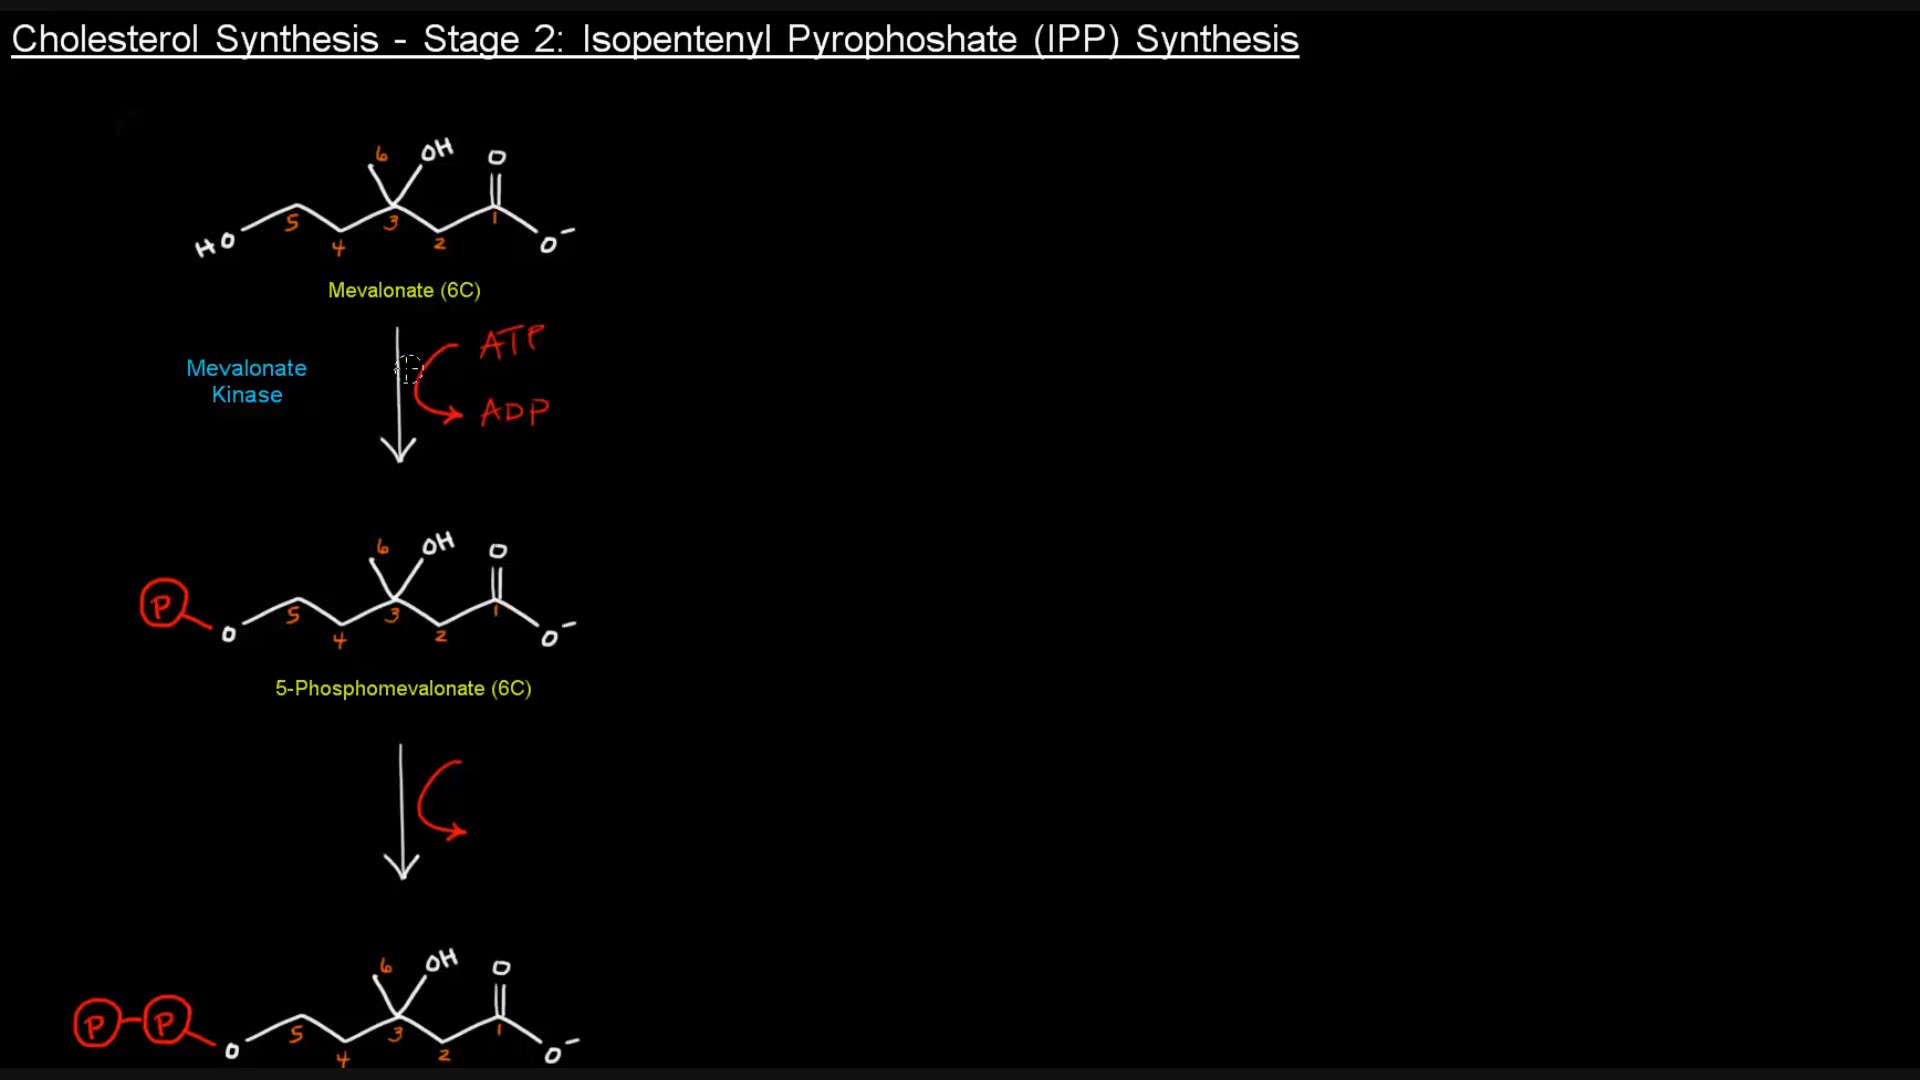 Cholesterol Synthesis - Stage 2: Isopentenyl Pyrophoshate (IPP) Synthesis
6 OH O
HO 5 4 3 2 1 O−
Mevalonate (6C)
Mevalonate
Kinase
ATP
ADP
6 OH O
P O 5 4 3 2 1 O−
5-Phosphomevalonate (6C)
6 OH O
P P O 5 4 3 2 1 O−